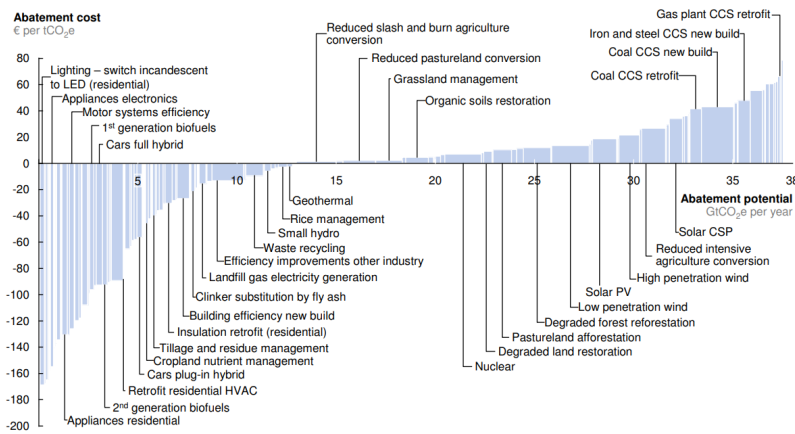 Abatement cost
€ per tCO₂e
Gas plant CCS retrofit
Reduced slash and burn agriculture
conversion
Iron and steel CCS new build
Coal CCS new build
Reduced pastureland conversion
Lighting – switch incandescent
to LED (residential)
Grassland management
Coal CCS retrofit
Appliances electronics
Organic soils restoration
Motor systems efficiency
1st generation biofuels
Cars full hybrid
80
60
40
20
0
-20
-40
-60
-80
-100
-120
-140
-160
-180
-200
5
10
15
20
25
30
35
38
Abatement potential
GtCO₂e per year
Geothermal
Rice management
Small hydro
Waste recycling
Efficiency improvements other industry
Landfill gas electricity generation
Clinker substitution by fly ash
Building efficiency new build
Insulation retrofit (residential)
Tillage and residue management
Cropland nutrient management
Cars plug-in hybrid
Retrofit residential HVAC
2nd generation biofuels
Appliances residential
Solar CSP
Reduced intensive
agriculture conversion
High penetration wind
Solar PV
Low penetration wind
Degraded forest reforestation
Pastureland afforestation
Degraded land restoration
Nuclear